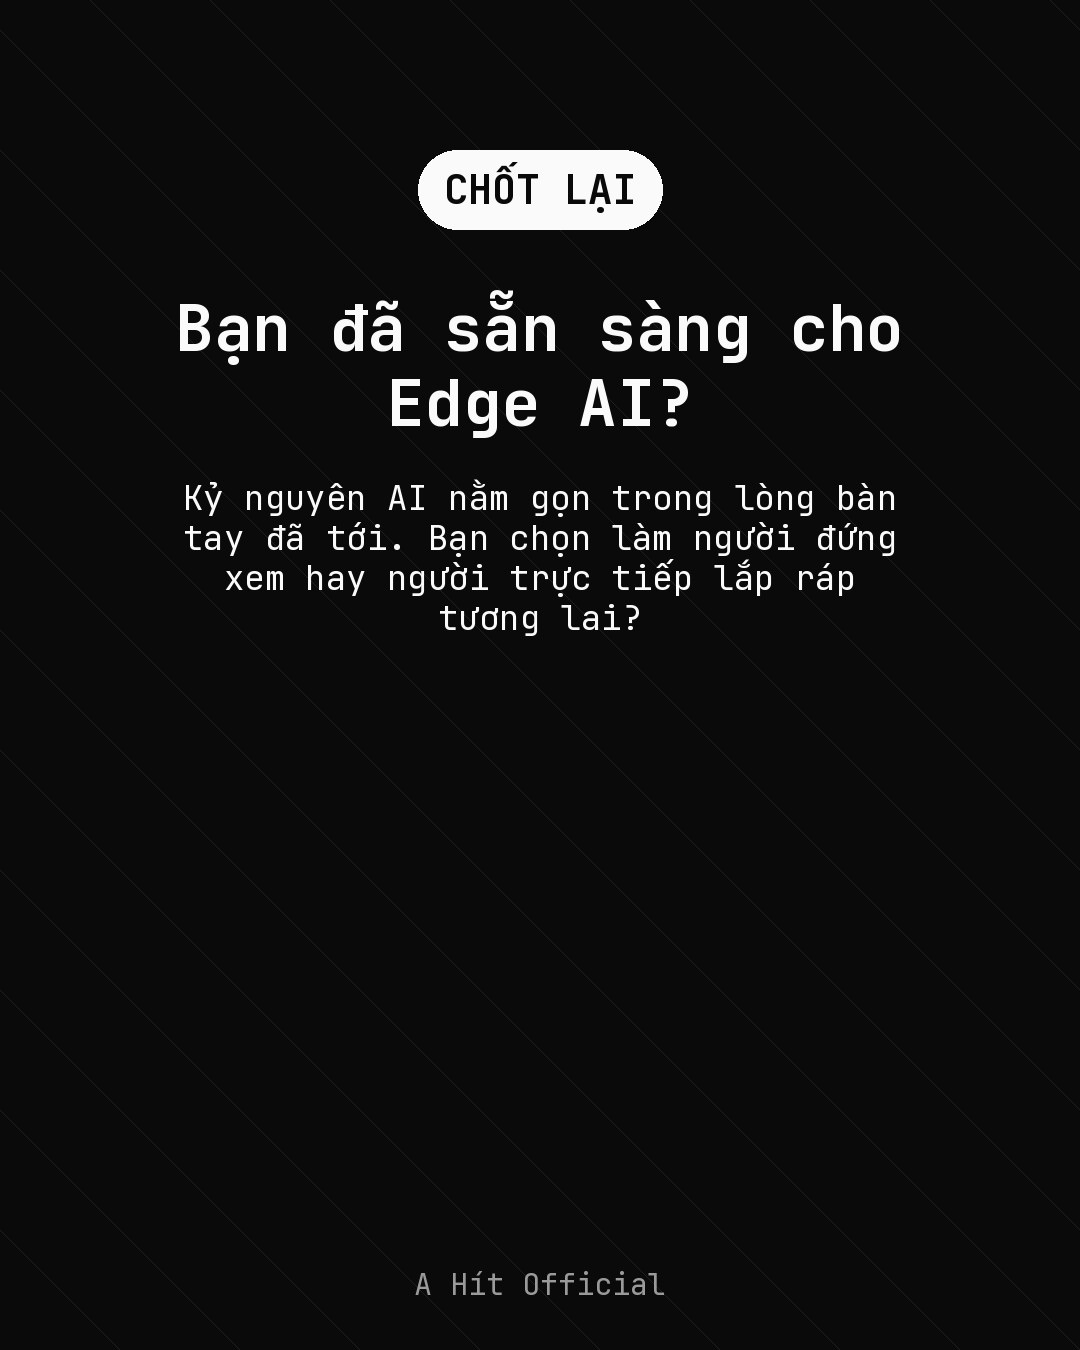 CHỐT LẠI
Bạn đã sẵn sàng cho
Edge AI?
Kỷ nguyên AI nằm gọn trong lòng bàn
tay đã tới. Bạn chọn làm người đứng
xem hay người trực tiếp lắp ráp
tương lai?
A Hít Official